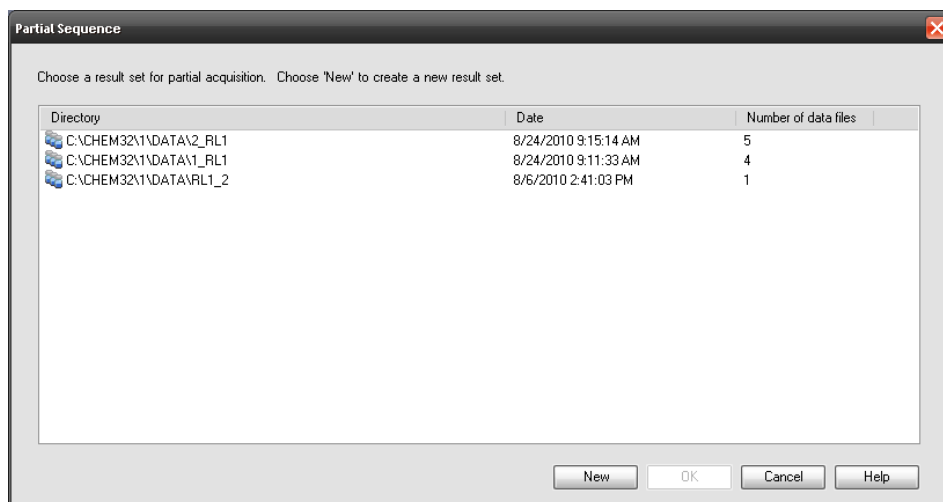 Partial Sequence
Choose a result set for partial acquisition. Choose 'New' to create a new result set.
Directory Date Number of data files
C:\CHEM32\1\DATA\2_RL1 8/24/2010 9:15:14 AM 5
C:\CHEM32\1\DATA\1_RL1 8/24/2010 9:11:33 AM 4
C:\CHEM32\1\DATA\RL1_2 8/6/2010 2:41:03 PM 1
New OK Cancel Help